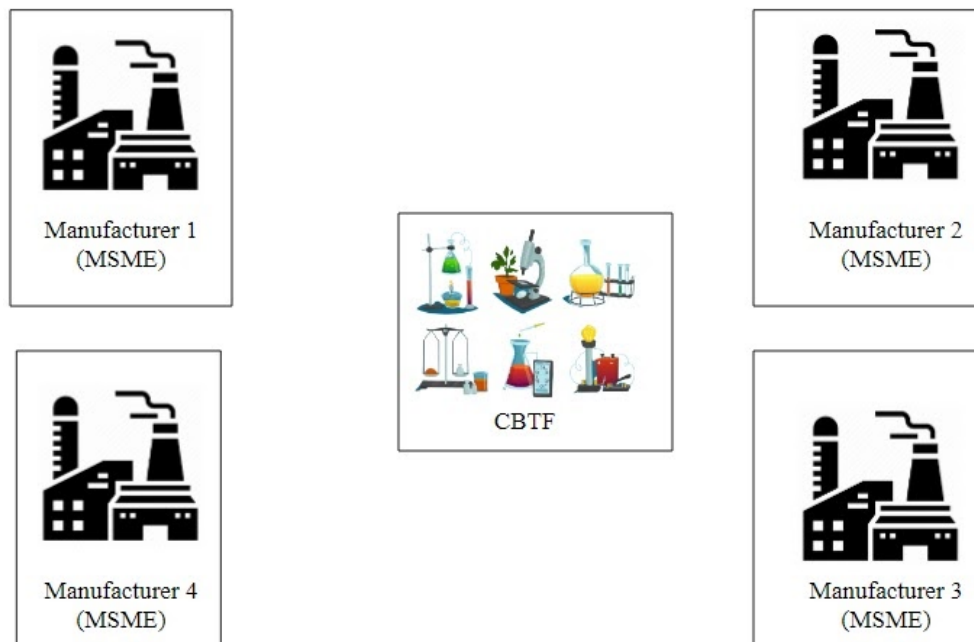 Manufacturer 1
(MSME)
Manufacturer 2
(MSME)
CBTF
Manufacturer 4
(MSME)
Manufacturer 3
(MSME)